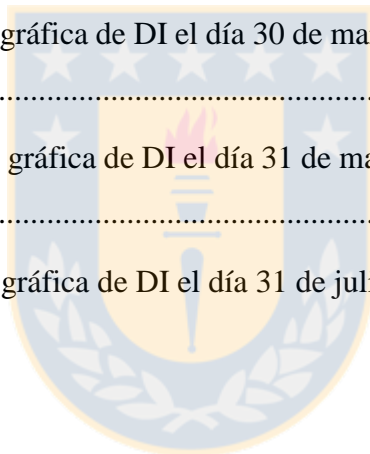 gráfica de DI el día 30 de ma
................................................
gráfica de DI el día 31 de ma
................................................
gráfica de DI el día 31 de juli